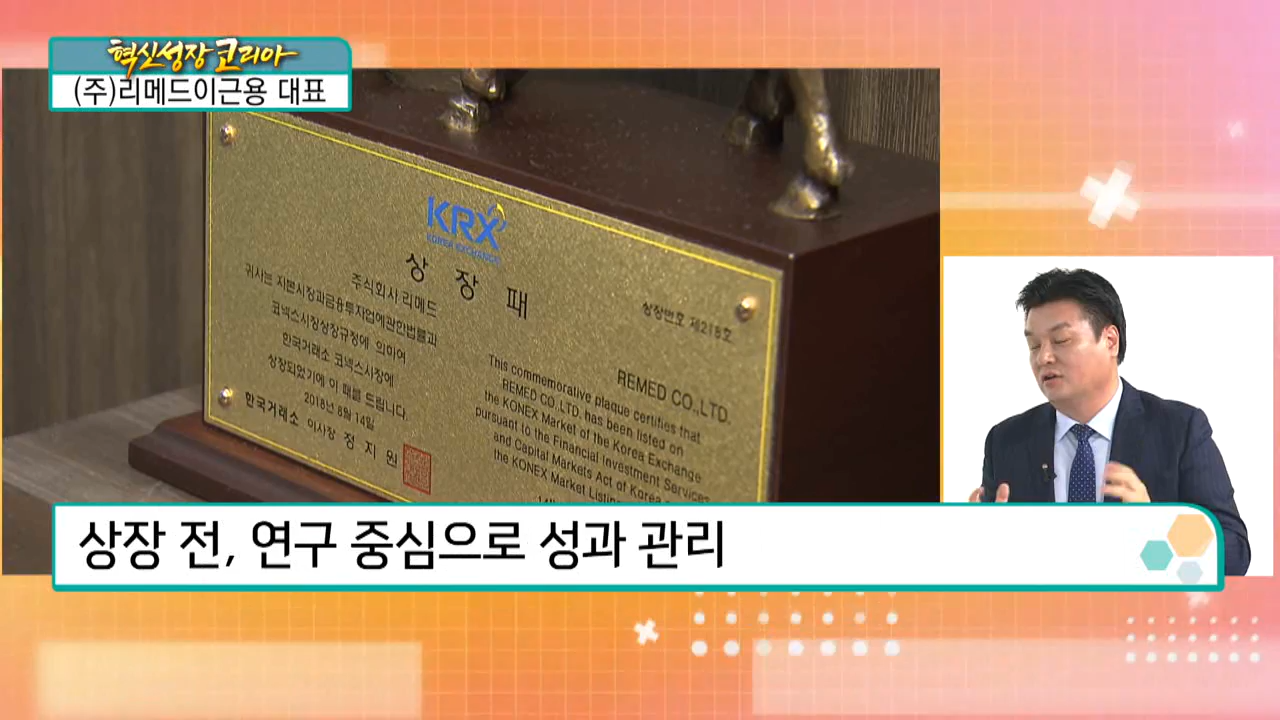 혁신성장 코리아
(주)리메드이근용 대표
KRX
KOREA EXCHANGE
상 장 패
상장번호 제218호
주식회사 리메드
귀사는 자본시장과금융투자업에관한법률과
코넥스시장상장규정에 의하여
한국거래소 코넥스시장에
상장되었기에 이 패를 드립니다.
2018년 8월 14일
한국거래소 이사장 정 지 원
REMED CO.,LTD.
This commemorative plaque certifies that
REMED CO.,LTD. has been listed on
the KONEX Market of the Korea Exchange
pursuant to the Financial Investment Services
and Capital Markets Act of Korea
the KONEX Market Listing
상장 전, 연구 중심으로 성과 관리